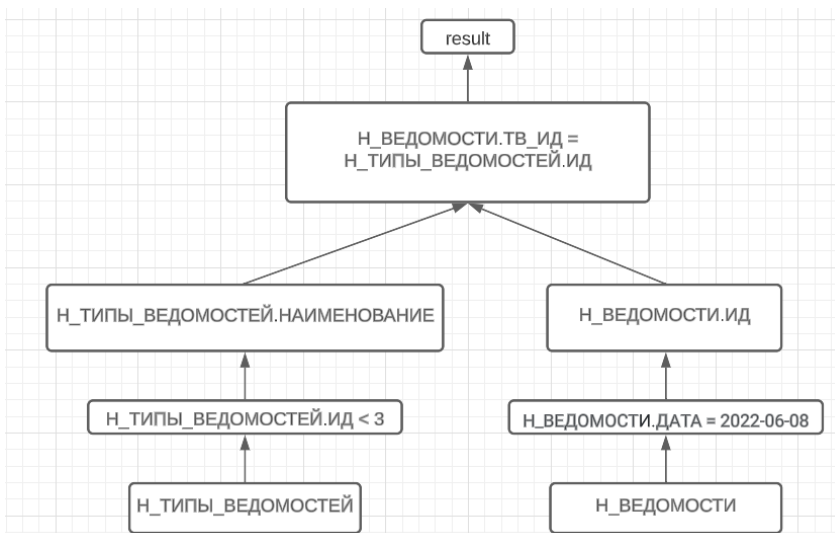 result
Н_ВЕДОМОСТИ.ТВ_ИД =
Н_ТИПЫ_ВЕДОМОСТЕЙ.ИД
Н_ТИПЫ_ВЕДОМОСТЕЙ.НАИМЕНОВАНИЕ
Н_ВЕДОМОСТИ.ИД
Н_ТИПЫ_ВЕДОМОСТЕЙ.ИД < 3
Н_ВЕДОМОСТИ.ДАТА = 2022-06-08
Н_ТИПЫ_ВЕДОМОСТЕЙ
Н_ВЕДОМОСТИ